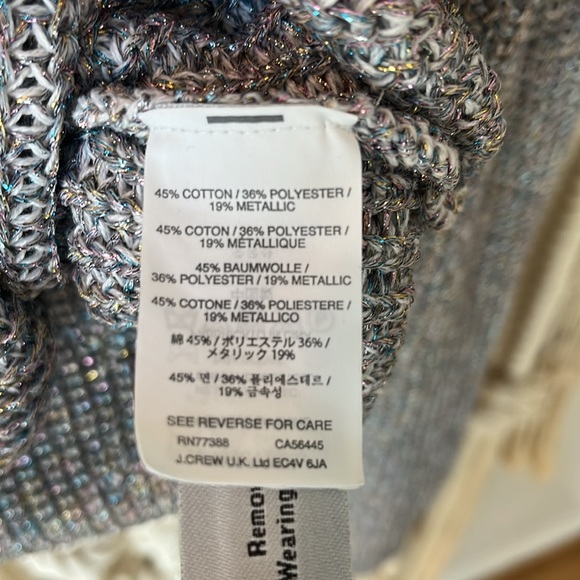 45% COTTON / 36% POLYESTER /
19% METALLIC
45% COTON / 36% POLYESTER /
19% MÉTALLIQUE
45% BAUMWOLLE /
36% POLYESTER / 19% METALLIC
45% COTONE / 36% POLIESTERE /
19% METALLICO
綿 45% / ポリエステル 36% /
メタリック 19%
45% 면 / 36% 폴리에스테르 /
19% 금속성
SEE REVERSE FOR CARE
RN77388 CA56445
J.CREW U.K. Ltd EC4V 6JA
Remov
Wearing